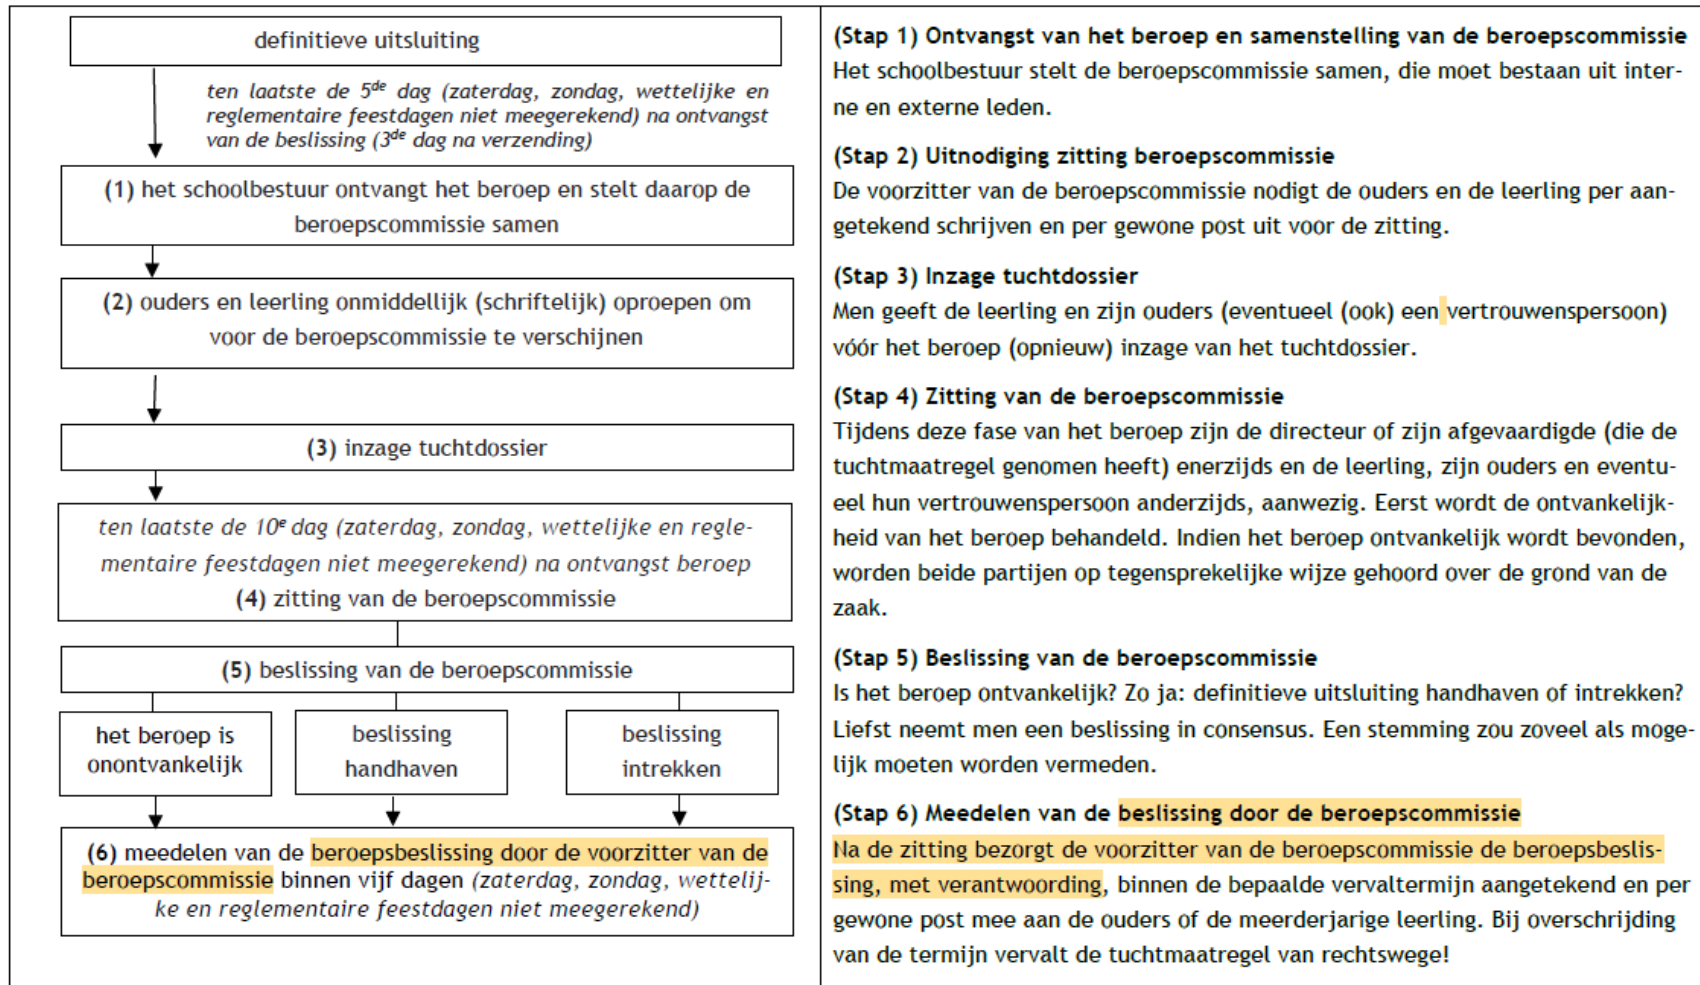 definitieve uitsluiting
ten laatste de 5de dag (zaterdag, zondag, wettelijke en
reglementaire feestdagen niet meegerekend) na ontvangst
van de beslissing (3de dag na verzending)
(1) het schoolbestuur ontvangt het beroep en stelt daarop de
beroepscommissie samen
(2) ouders en leerling onmiddellijk (schriftelijk) oproepen om
voor de beroepscommissie te verschijnen
(3) inzage tuchtdossier
ten laatste de 10e dag (zaterdag, zondag, wettelijke en regle-
mentaire feestdagen niet meegerekend) na ontvangst beroep
(4) zitting van de beroepscommissie
(5) beslissing van de beroepscommissie
het beroep is
onontvankelijk
beslissing
handhaven
beslissing
intrekken
(6) meedelen van de beroepsbeslissing door de voorzitter van de
beroepscommissie binnen vijf dagen (zaterdag, zondag, wettelij-
ke en reglementaire feestdagen niet meegerekend)
(Stap 1) Ontvangst van het beroep en samenstelling van de beroepscommissie
Het schoolbestuur stelt de beroepscommissie samen, die moet bestaan uit inter-
ne en externe leden.
(Stap 2) Uitnodiging zitting beroepscommissie
De voorzitter van de beroepscommissie nodigt de ouders en de leerling per aan-
getekend schrijven en per gewone post uit voor de zitting.
(Stap 3) Inzage tuchtdossier
Men geeft de leerling en zijn ouders (eventueel (ook) een vertrouwenspersoon)
vóór het beroep (opnieuw) inzage van het tuchtdossier.
(Stap 4) Zitting van de beroepscommissie
Tijdens deze fase van het beroep zijn de directeur of zijn afgevaardigde (die de
tuchtmaatregel genomen heeft) enerzijds en de leerling, zijn ouders en eventu-
eel hun vertrouwenspersoon anderzijds, aanwezig. Eerst wordt de ontvankelijk-
heid van het beroep behandeld. Indien het beroep ontvankelijk wordt bevonden,
worden beide partijen op tegensprekelijke wijze gehoord over de grond van de
zaak.
(Stap 5) Beslissing van de beroepscommissie
Is het beroep ontvankelijk? Zo ja: definitieve uitsluiting handhaven of intrekken?
Liefst neemt men een beslissing in consensus. Een stemming zou zoveel als moge-
lijk moeten worden vermeden.
(Stap 6) Meedelen van de beslissing door de beroepscommissie
Na de zitting bezorgt de voorzitter van de beroepscommissie de beroepsbeslis-
sing, met verantwoording, binnen de bepaalde vervaltermijn aangetekend en per
gewone post mee aan de ouders of de meerderjarige leerling. Bij overschrijding
van de termijn vervalt de tuchtmaatregel van rechtswege!